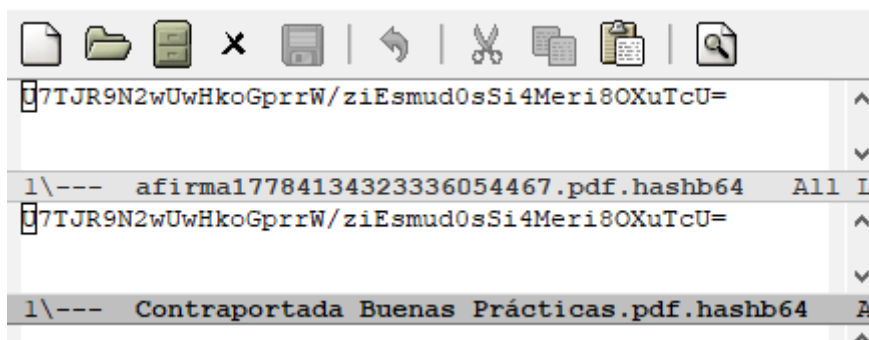 U7TJR9N2wUwHkoGprrW/ziEsmud0sSi4Meri8OXuTcU=
1\--- afirma17784134323336054467.pdf.hashb64 All L
U7TJR9N2wUwHkoGprrW/ziEsmud0sSi4Meri8OXuTcU=
1\--- Contraportada Buenas Prácticas.pdf.hashb64 A